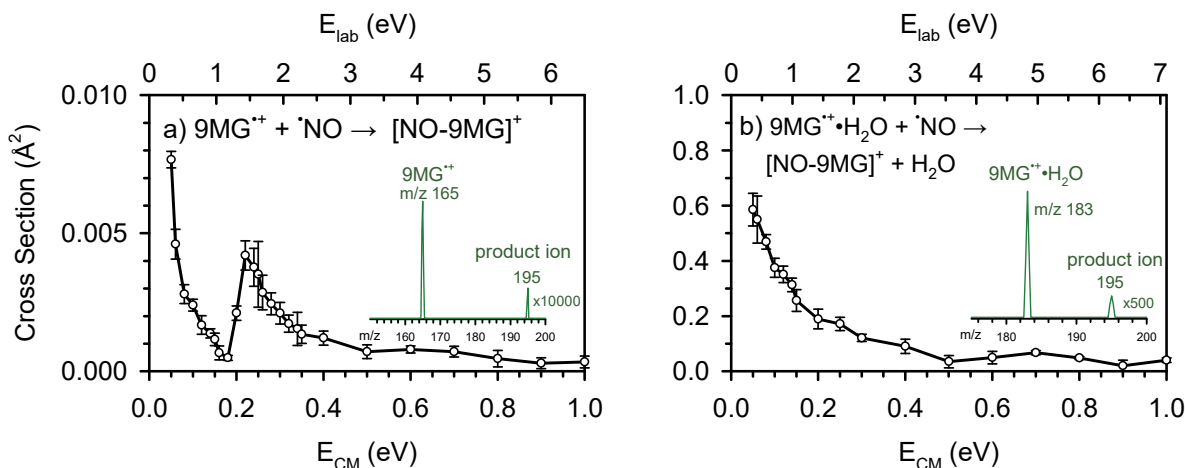 E_lab (eV)
0 1 2 3 4 5 6
0.010
0.005
0.000
Cross Section (Å²)
a) 9MG•⁺ + •NO → [NO-9MG]⁺
9MG•⁺
m/z 165
product ion
195
x10000
m/z 160 170 180 190 200
0.0 0.2 0.4 0.6 0.8 1.0
E_CM (eV)
E_lab (eV)
0 1 2 3 4 5 6 7
1.0
0.8
0.6
0.4
0.2
0.0
b) 9MG•⁺•H₂O + •NO →
[NO-9MG]⁺ + H₂O
9MG•⁺•H₂O
m/z 183
product ion
195
x500
m/z 180 190 200
0.0 0.2 0.4 0.6 0.8 1.0
E_CM (eV)